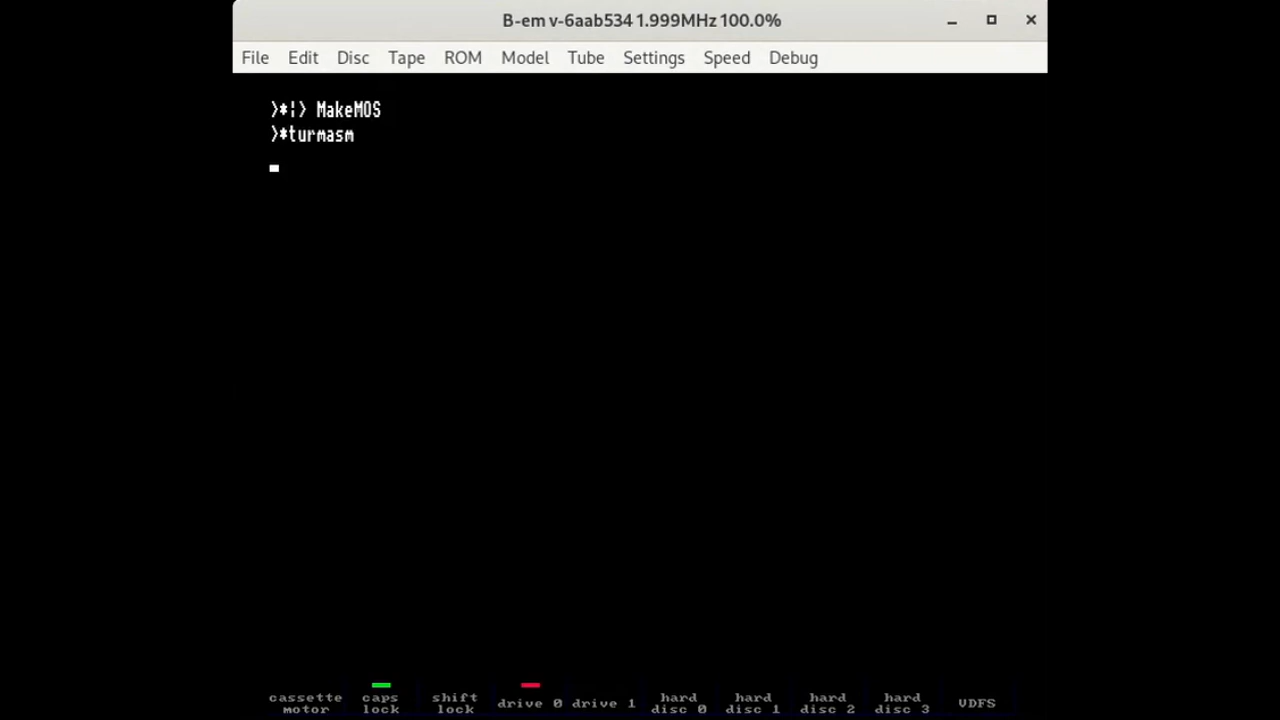 B-em v-6aab534 1.999MHz 100.0%
File Edit Disc Tape ROM Model Tube Settings Speed Debug
>*|> MakeMOS
>*turmasm
cassette motor caps lock shift lock drive 0 drive 1 hard disc 0 hard disc 1 hard disc 2 hard disc 3 VDFS